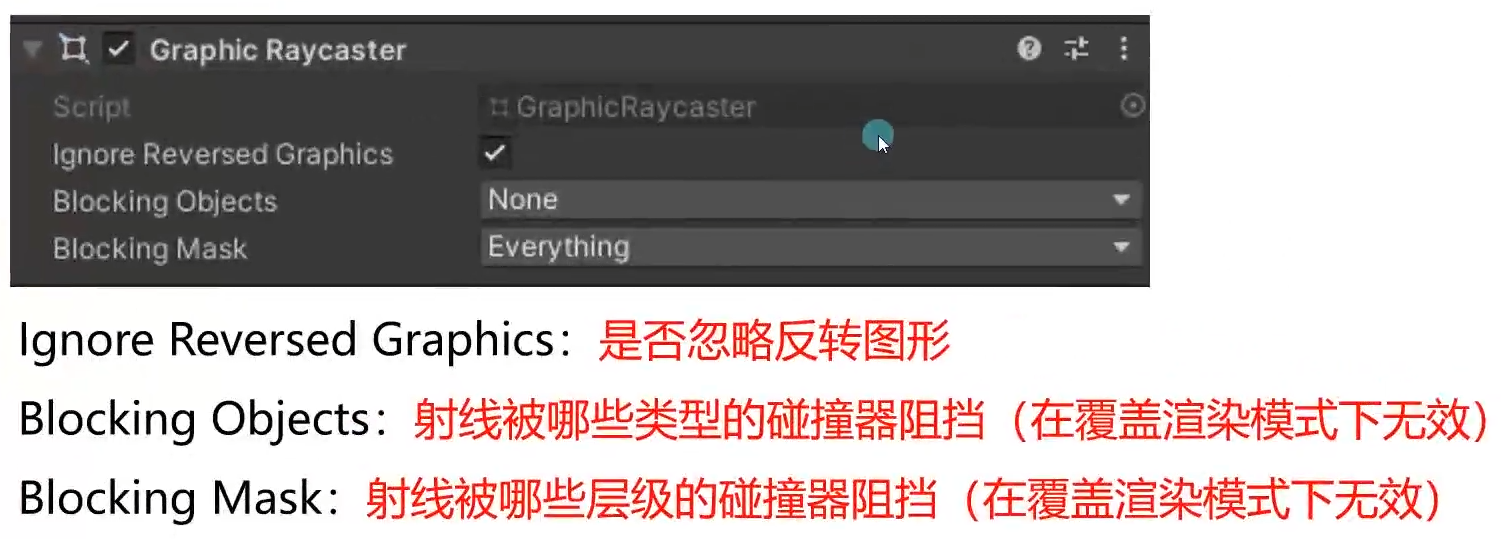 Graphic Raycaster
Script GraphicRaycaster
Ignore Reversed Graphics
Blocking Objects None
Blocking Mask Everything
Ignore Reversed Graphics：是否忽略反转图形
Blocking Objects：射线被哪些类型的碰撞器阻挡（在覆盖渲染模式下无效）
Blocking Mask：射线被哪些层级的碰撞器阻挡（在覆盖渲染模式下无效）